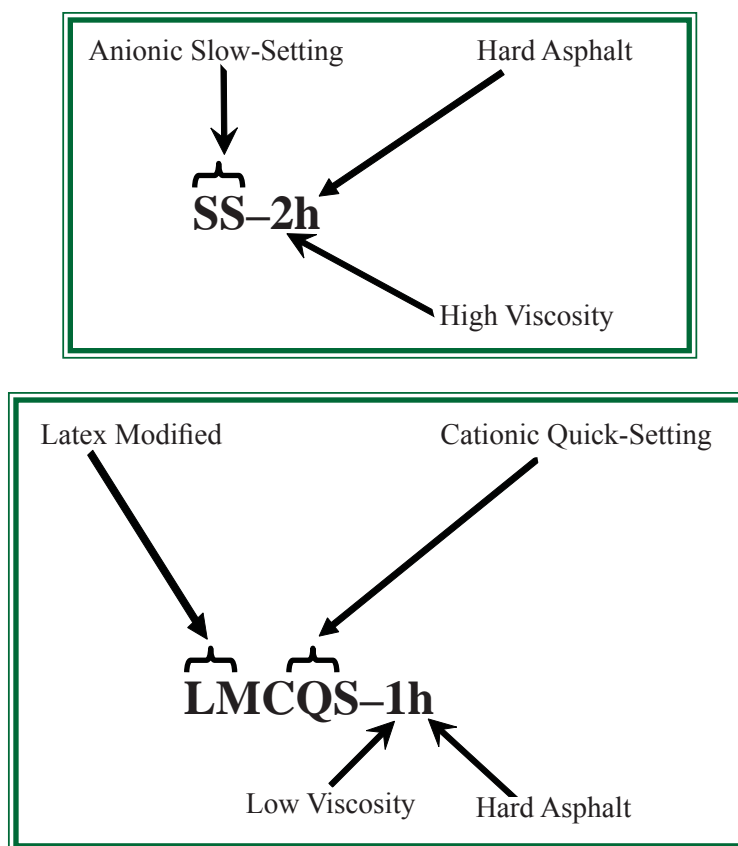 Anionic Slow-Setting
Hard Asphalt
SS–2h
High Viscosity
Latex Modified
Cationic Quick-Setting
LMCQS–1h
Low Viscosity
Hard Asphalt